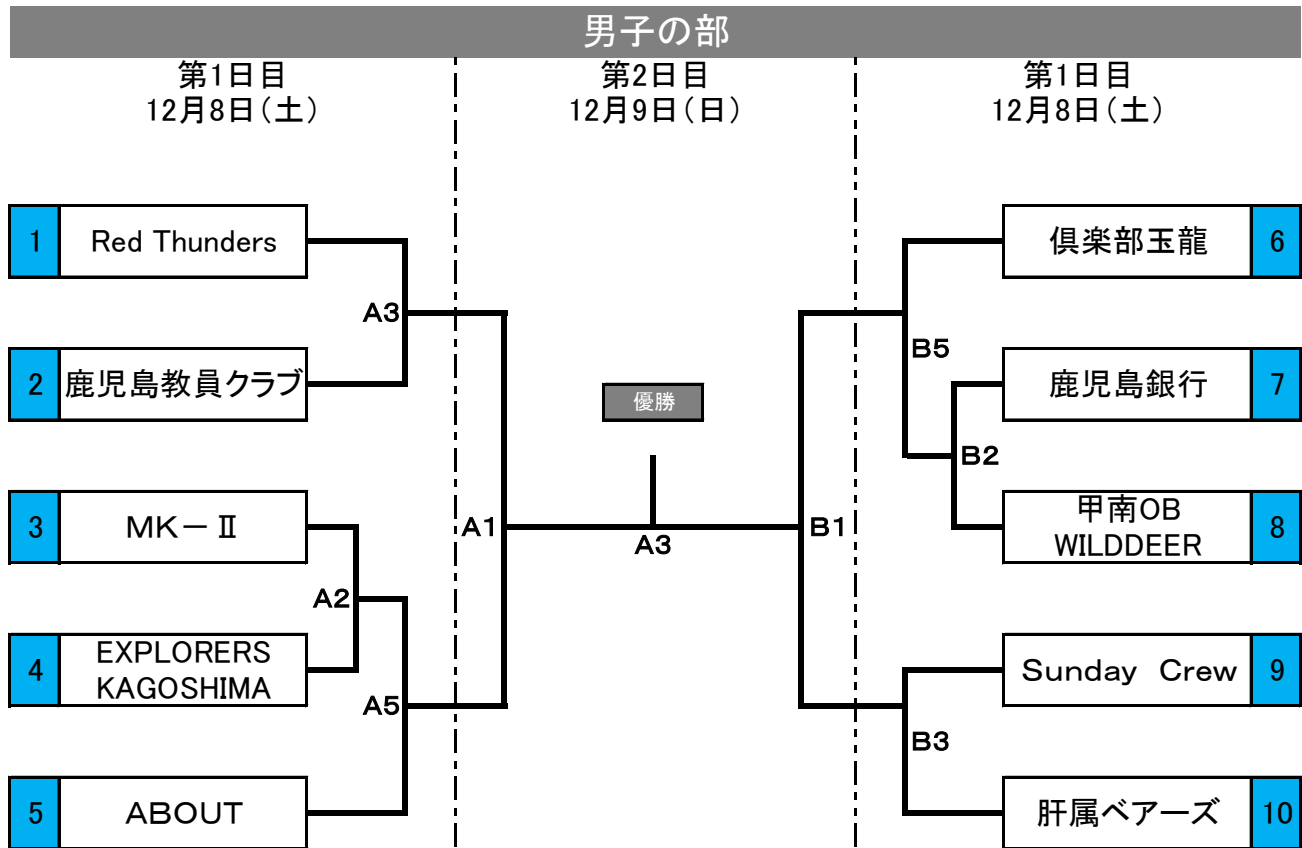 男子の部
第1日目
12月8日(土)
第2日目
12月9日(日)
第1日目
12月8日(土)
1 Red Thunders
A3
2 鹿児島教員クラブ
3 MK-Ⅱ
A2
4 EXPLORERS
KAGOSHIMA
A5
5 ABOUT
A1
優勝
A3
B1
俱楽部玉龍 6
B5
鹿児島銀行 7
B2
甲南OB
WILDDEER 8
Sunday Crew 9
B3
肝属ベアーズ 10